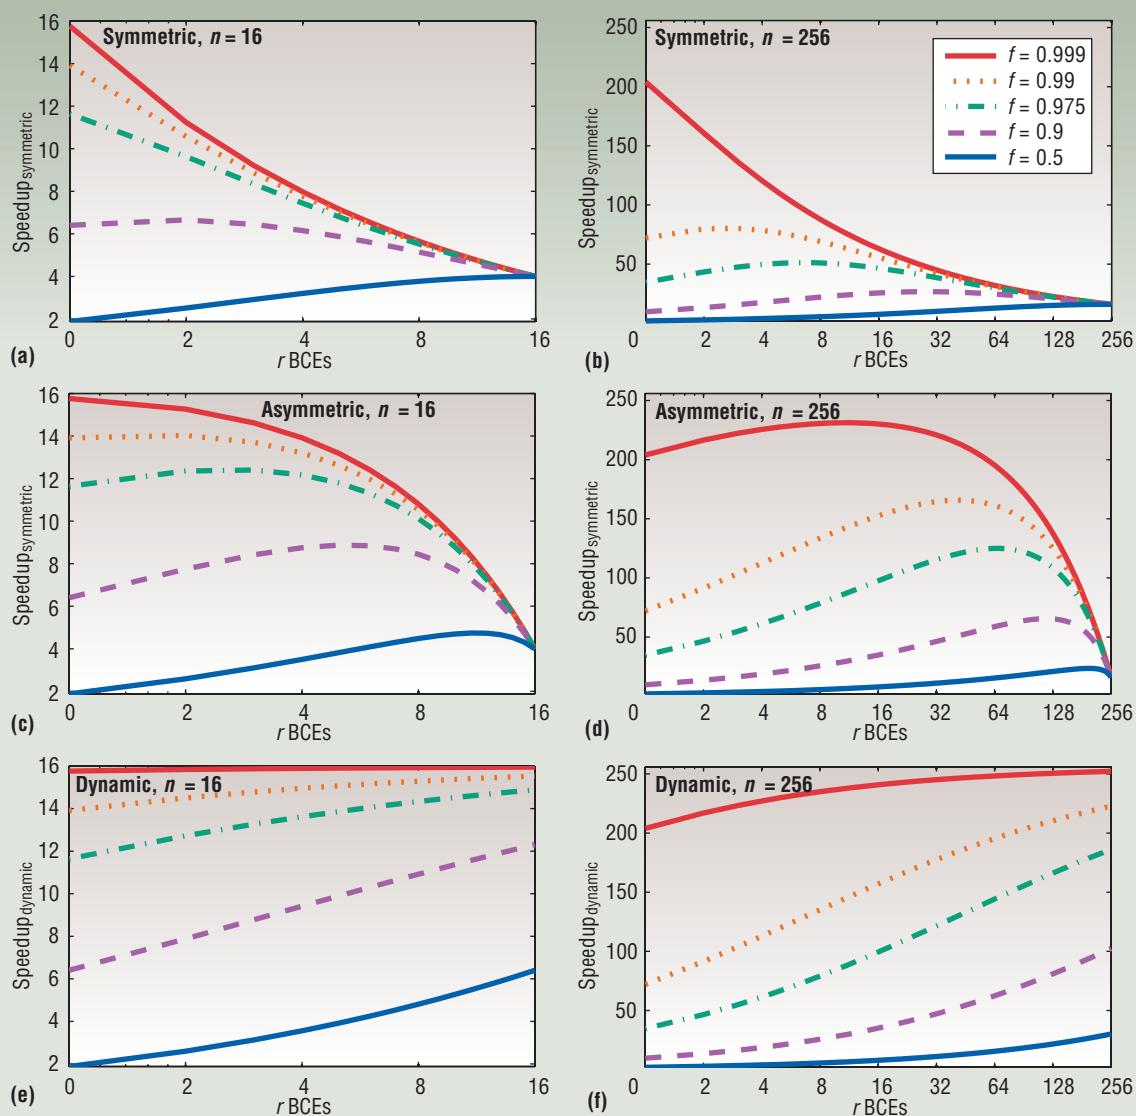 Symmetric, n = 16
16
14
12
10
8
6
4
2
Speedup symmetric
0 2 4 8 16
r BCEs
(a)
Symmetric, n = 256
250
200
150
100
50
Speedup symmetric
0 2 4 8 16 32 64 128 256
r BCEs
(b)
f = 0.999
f = 0.99
f = 0.975
f = 0.9
f = 0.5
Asymmetric, n = 16
16
14
12
10
8
6
4
2
Speedup symmetric
0 2 4 8 16
r BCEs
(c)
Asymmetric, n = 256
250
200
150
100
50
Speedup symmetric
0 2 4 8 16 32 64 128 256
r BCEs
(d)
Dynamic, n = 16
16
14
12
10
8
6
4
2
Speedup dynamic
0 2 4 8 16
r BCEs
(e)
Dynamic, n = 256
250
200
150
100
50
Speedup dynamic
0 2 4 8 16 32 64 128 256
r BCEs
(f)